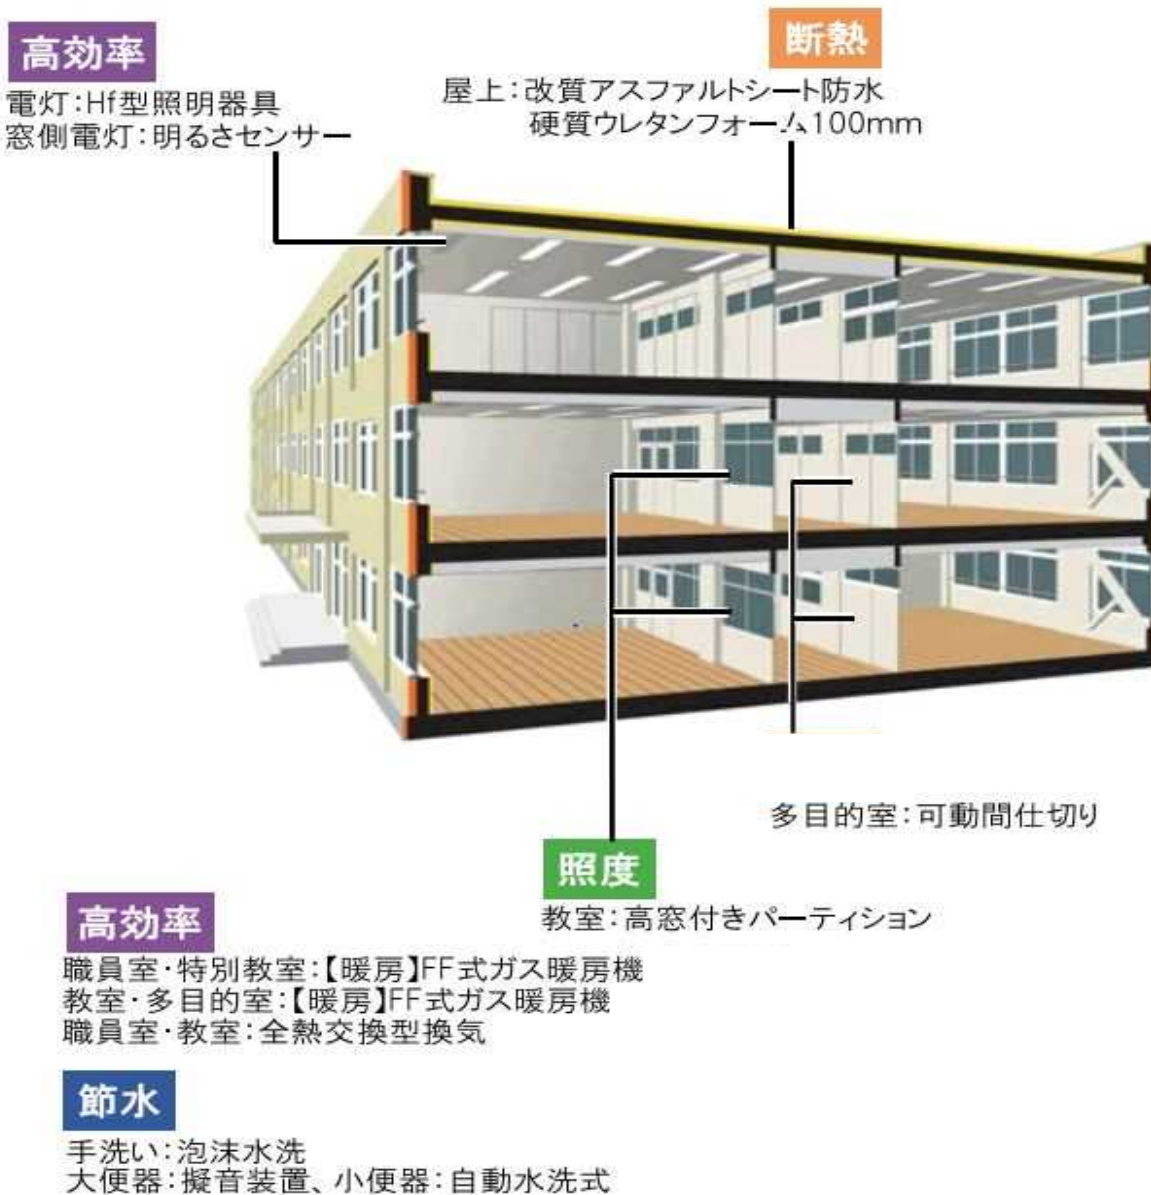 高効率
電灯：Hf型照明器具
窓側電灯：明るさセンサー
断熱
屋上：改質アスファルトシート防水
硬質ウレタンフォーム100mm
多目的室：可動間仕切り
照度
教室：高窓付きパーティション
高効率
職員室・特別教室：【暖房】FF式ガス暖房機
教室・多目的室：【暖房】FF式ガス暖房機
職員室・教室：全熱交換型換気
節水
手洗い：泡沫水洗
大便器：擬音装置、小便器：自動水洗式